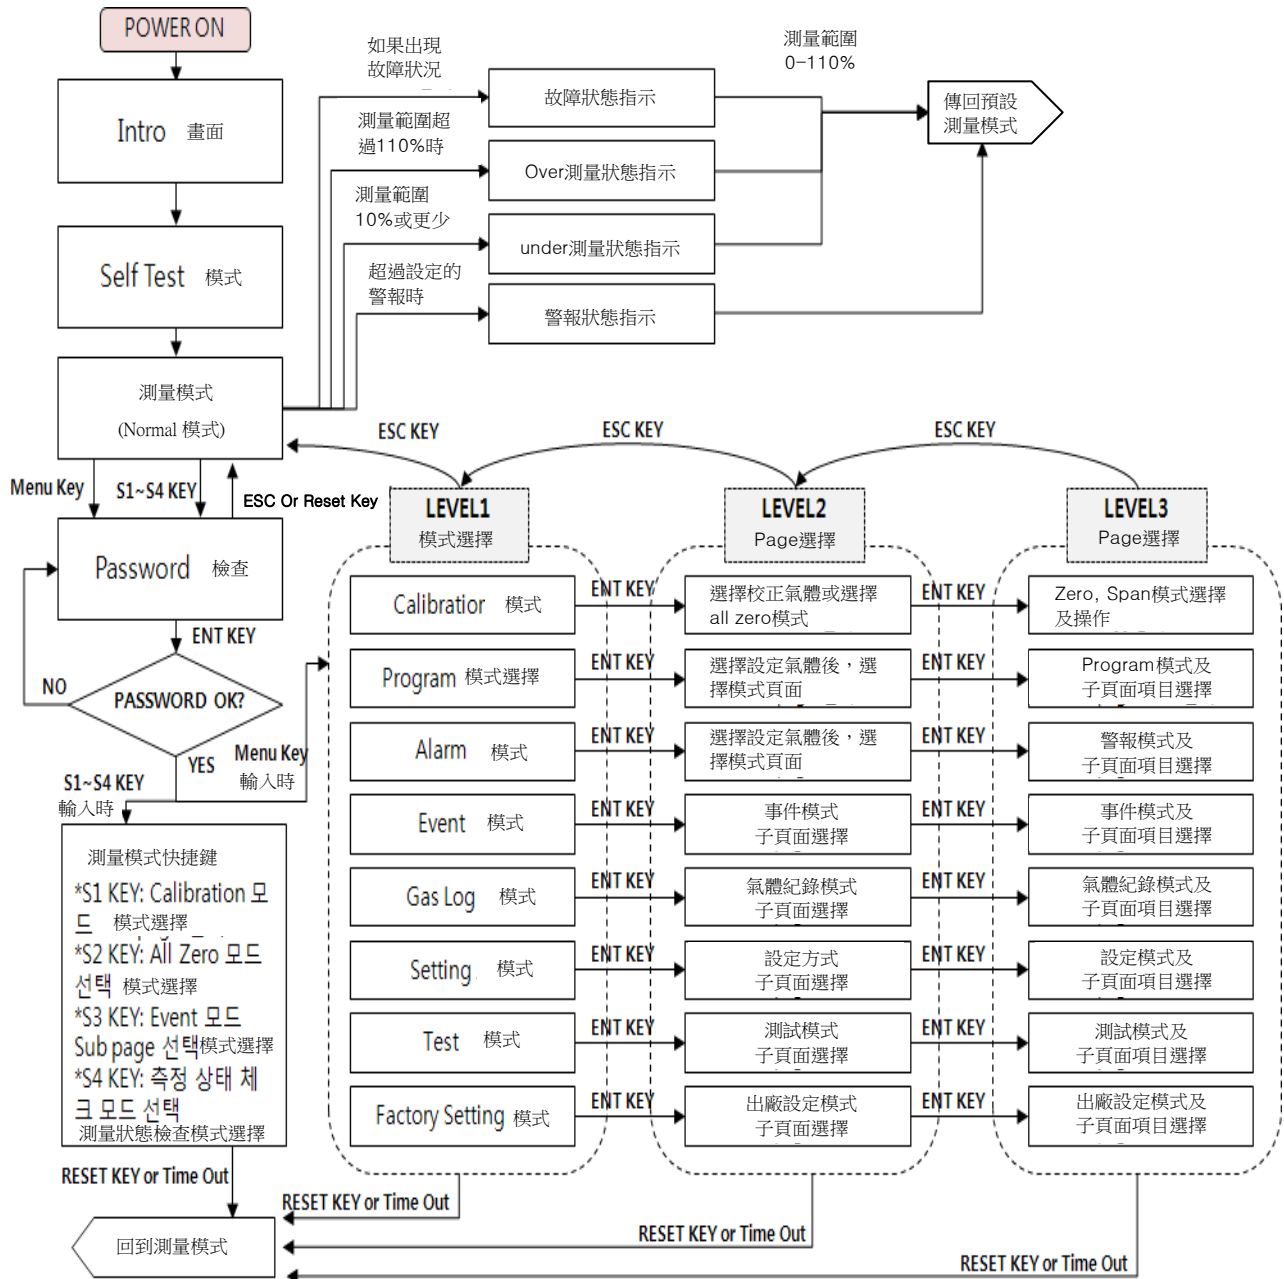 POWER ON
Intro 畫面
Self Test 模式
測量模式
(Normal 模式)
如果出現
故障狀況
測量範圍超
過110%時
測量範圍
10%或更少
超過設定的
警報時
故障狀態指示
Over測量狀態指示
under測量狀態指示
警報狀態指示
測量範圍
0-110%
傳回預設
測量模式
Menu Key
S1~S4 KEY
ESC Or Reset Key
Password 檢查
ENT KEY
NO
PASSWORD OK?
YES
Menu Key
輸入時
S1~S4 KEY
輸入時
測量模式快捷鍵
*S1 KEY: Calibration 모
드 模式選擇
*S2 KEY: All Zero 모드
선택 模式選擇
*S3 KEY: Event 모드
Sub page 선택模式選擇
*S4 KEY: 측정 상태 체
크 모드 선택
測量狀態檢查模式選擇
RESET KEY or Time Out
回到測量模式
ESC KEY
ESC KEY
ESC KEY
LEVEL1
模式選擇
LEVEL2
Page選擇
LEVEL3
Page選擇
Calibration 模式
ENT KEY
選擇校正氣體或選擇
all zero模式
ENT KEY
Zero, Span模式選擇
及操作
Program 模式選擇
ENT KEY
選擇設定氣體後，選
擇模式頁面
ENT KEY
Program模式及
子頁面項目選擇
Alarm 模式
ENT KEY
選擇設定氣體後，選
擇模式頁面
ENT KEY
警報模式及
子頁面項目選擇
Event 模式
ENT KEY
事件模式
子頁面選擇
ENT KEY
事件模式及
子頁面項目選擇
Gas Log 模式
ENT KEY
氣體紀錄模式
子頁面選擇
ENT KEY
氣體紀錄模式及
子頁面項目選擇
Setting 模式
ENT KEY
設定方式
子頁面選擇
ENT KEY
設定模式及
子頁面項目選擇
Test 模式
ENT KEY
測試模式
子頁面選擇
ENT KEY
測試模式及
子頁面項目選擇
Factory Setting 模式
ENT KEY
出廠設定模式
子頁面選擇
ENT KEY
出廠設定模式及
子頁面項目選擇
RESET KEY or Time Out
RESET KEY or Time Out
RESET KEY or Time Out